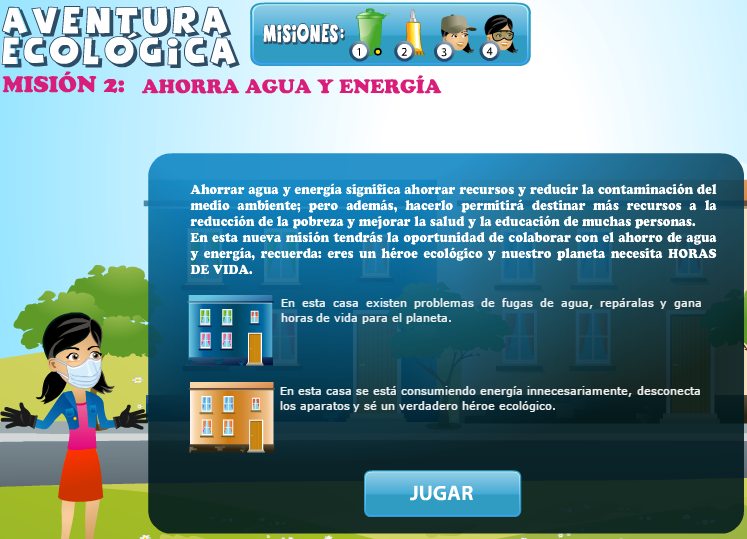 AVENTURA
ECOLÓGICA
MISIONES:
1 2 3 4
MISIÓN 2: AHORRA AGUA Y ENERGÍA
Ahorrar agua y energía significa ahorrar recursos y reducir la contaminación del
medio ambiente; pero además, hacerlo permitirá destinar más recursos a la
reducción de la pobreza y mejorar la salud y la educación de muchas personas.
En esta nueva misión tendrás la oportunidad de colaborar con el ahorro de agua
y energía, recuerda: eres un héroe ecológico y nuestro planeta necesita HORAS
DE VIDA.
En esta casa existen problemas de fugas de agua, repáralas y gana
horas de vida para el planeta.
En esta casa se está consumiendo energía innecesariamente, desconecta
los aparatos y sé un verdadero héroe ecológico.
JUGAR